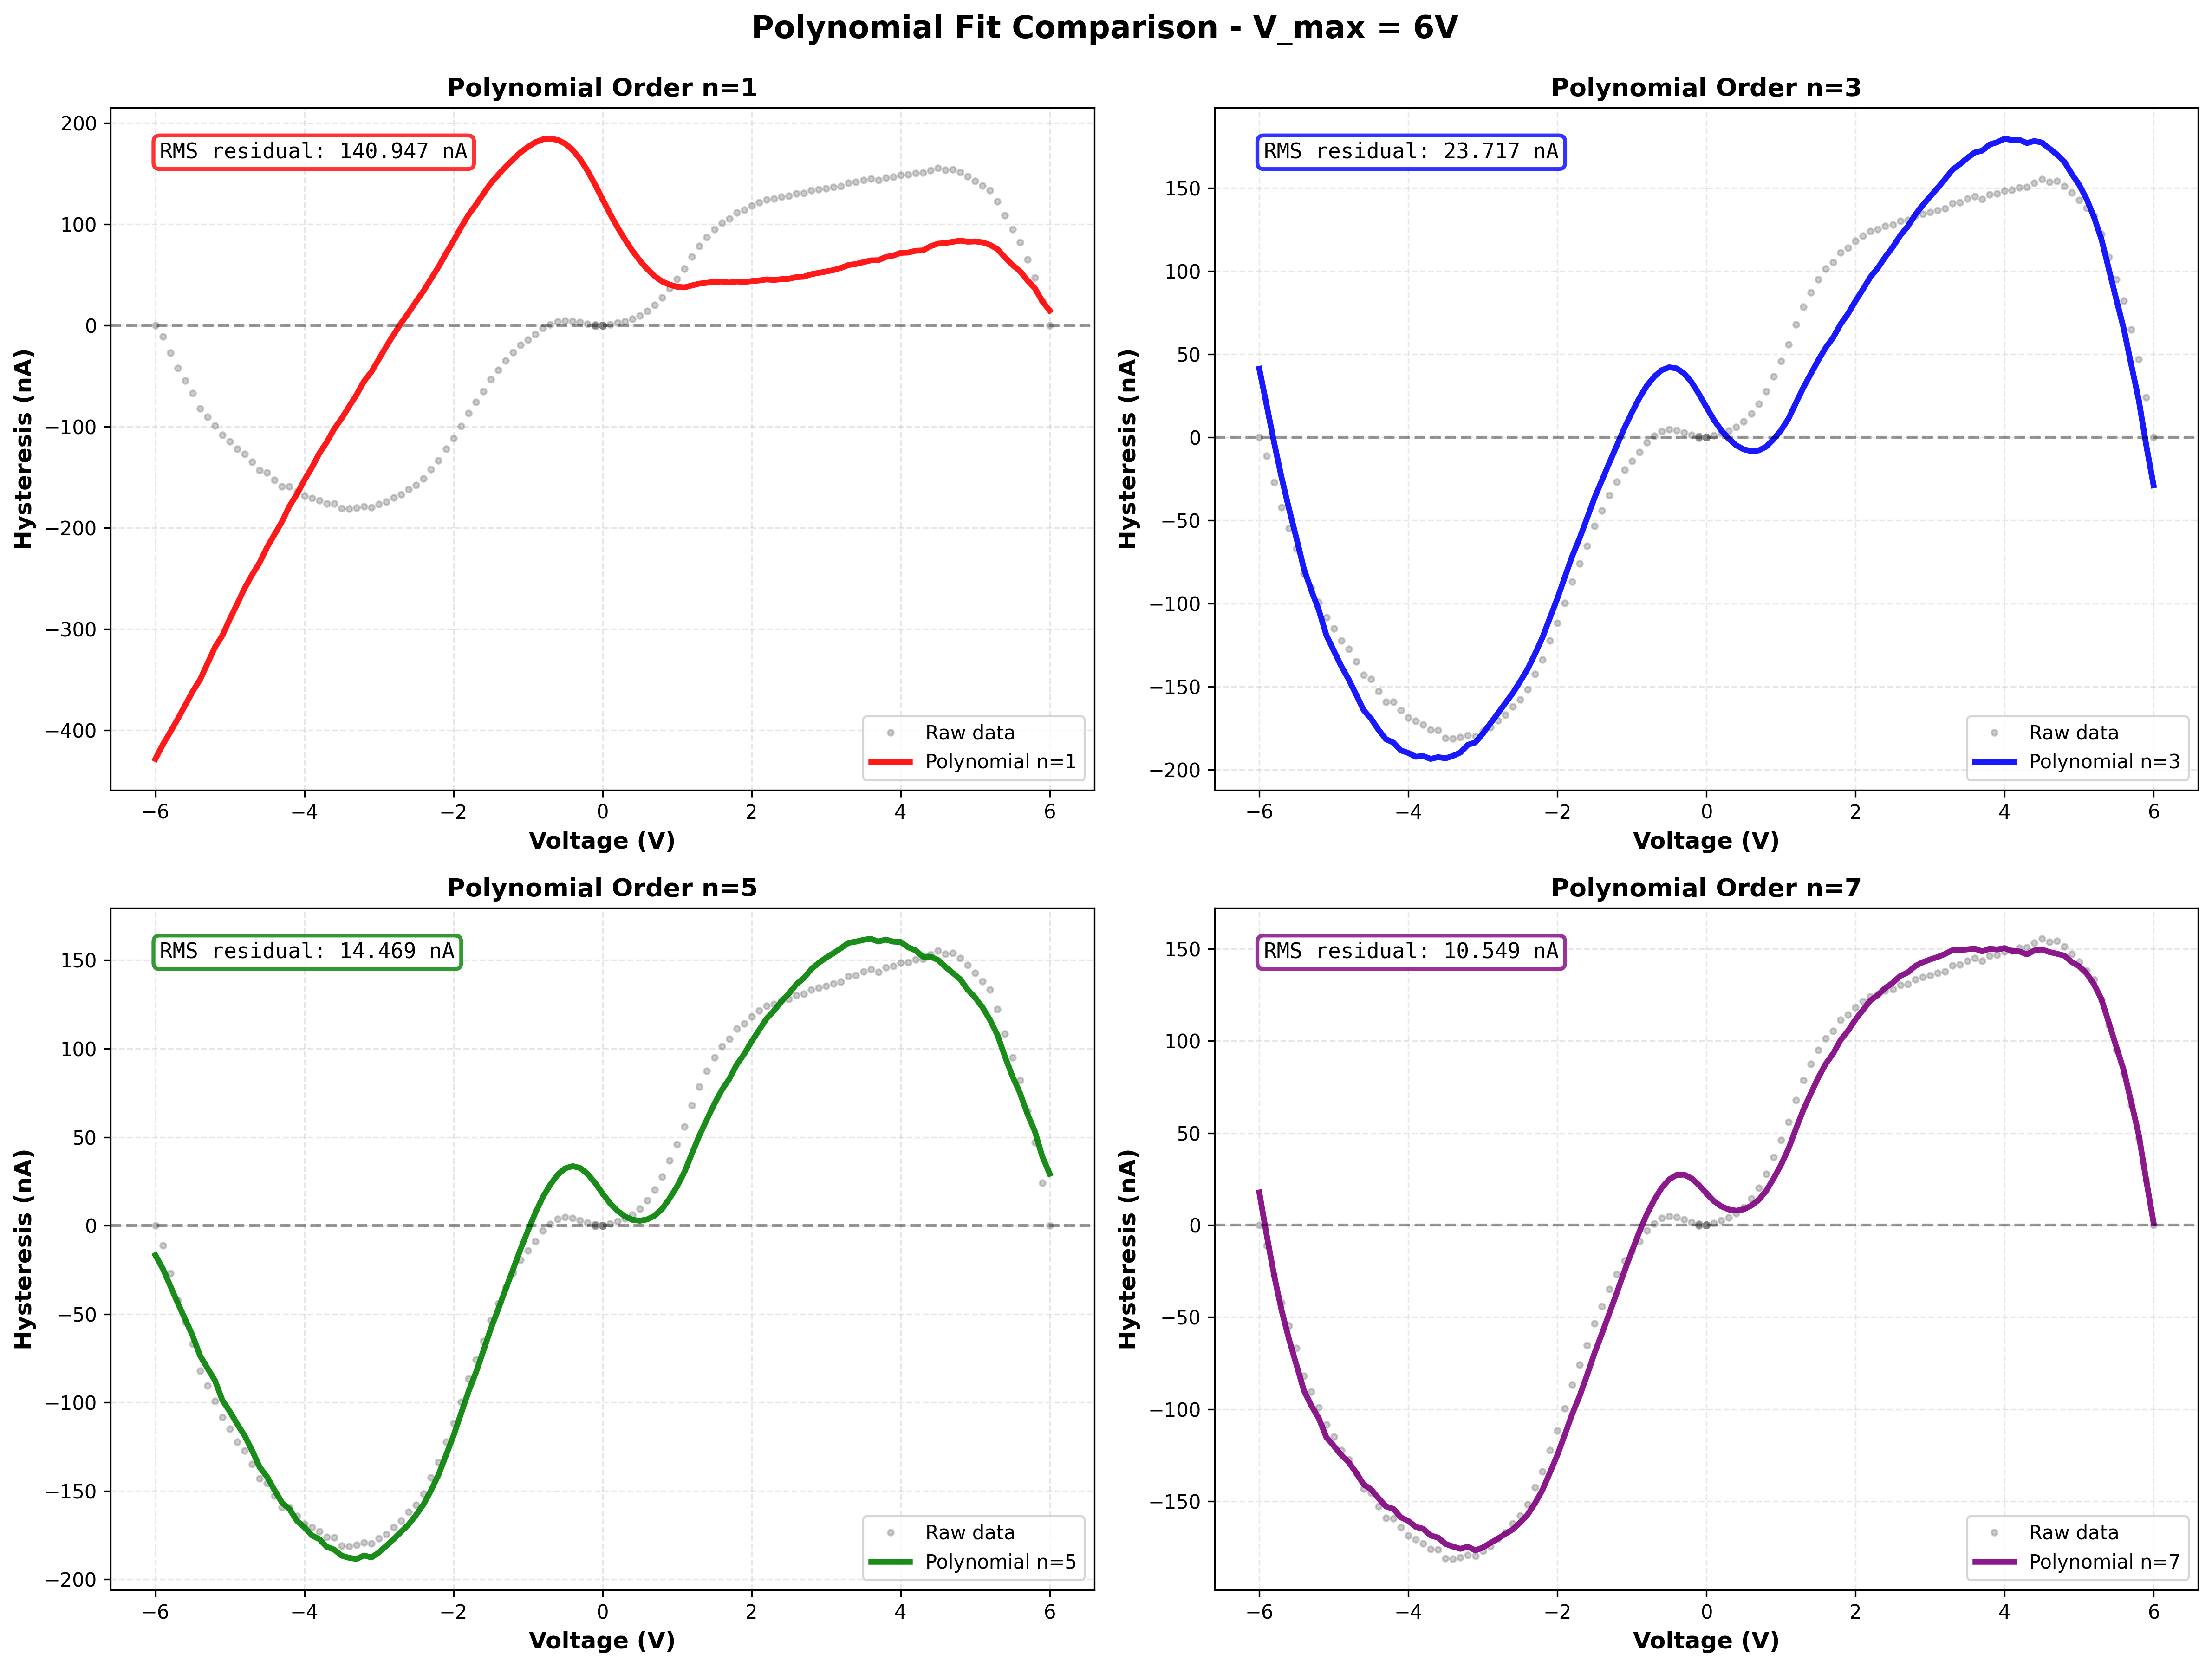 Polynomial Fit Comparison - V_max = 6V
Polynomial Order n=1
RMS residual: 140.947 nA
200
100
0
−100
−200
−300
−400
Hysteresis (nA)
−6
−4
−2
0
2
4
6
Voltage (V)
Raw data
Polynomial n=1
Polynomial Order n=3
RMS residual: 23.717 nA
150
100
50
0
−50
−100
−150
−200
Hysteresis (nA)
−6
−4
−2
0
2
4
6
Voltage (V)
Raw data
Polynomial n=3
Polynomial Order n=5
RMS residual: 14.469 nA
150
100
50
0
−50
−100
−150
−200
Hysteresis (nA)
−6
−4
−2
0
2
4
6
Voltage (V)
Raw data
Polynomial n=5
Polynomial Order n=7
RMS residual: 10.549 nA
150
100
50
0
−50
−100
−150
Hysteresis (nA)
−6
−4
−2
0
2
4
6
Voltage (V)
Raw data
Polynomial n=7